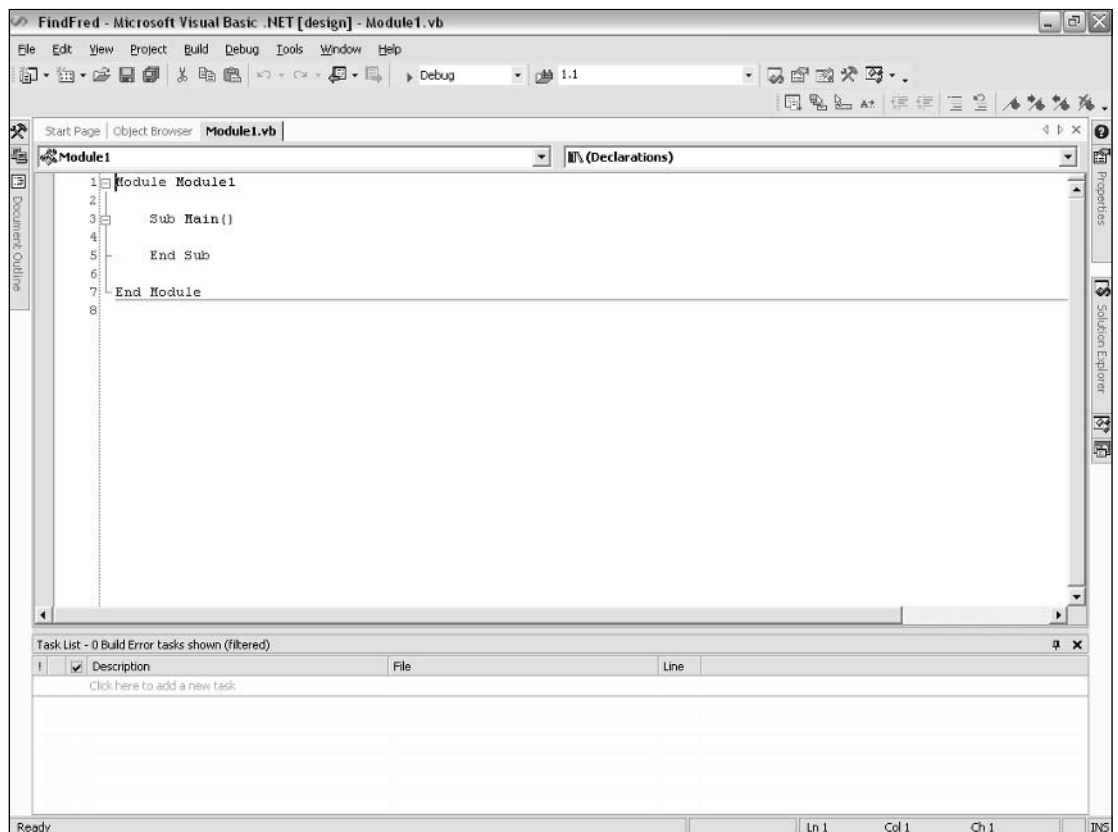 FindFred - Microsoft Visual Basic .NET [design] - Module1.vb
File Edit View Project Build Debug Tools Window Help
Debug 1.1
Start Page Object Browser Module1.vb
Module1 (Declarations)
1 Module Module1
2
3 Sub Main()
4
5 End Sub
6
7 End Module
8
Document Outline
Properties
Solution Explorer
Task List - 0 Build Error tasks shown (filtered)
! Description File Line
Click here to add a new task
Ready Ln 1 Col 1 Ch 1 INS